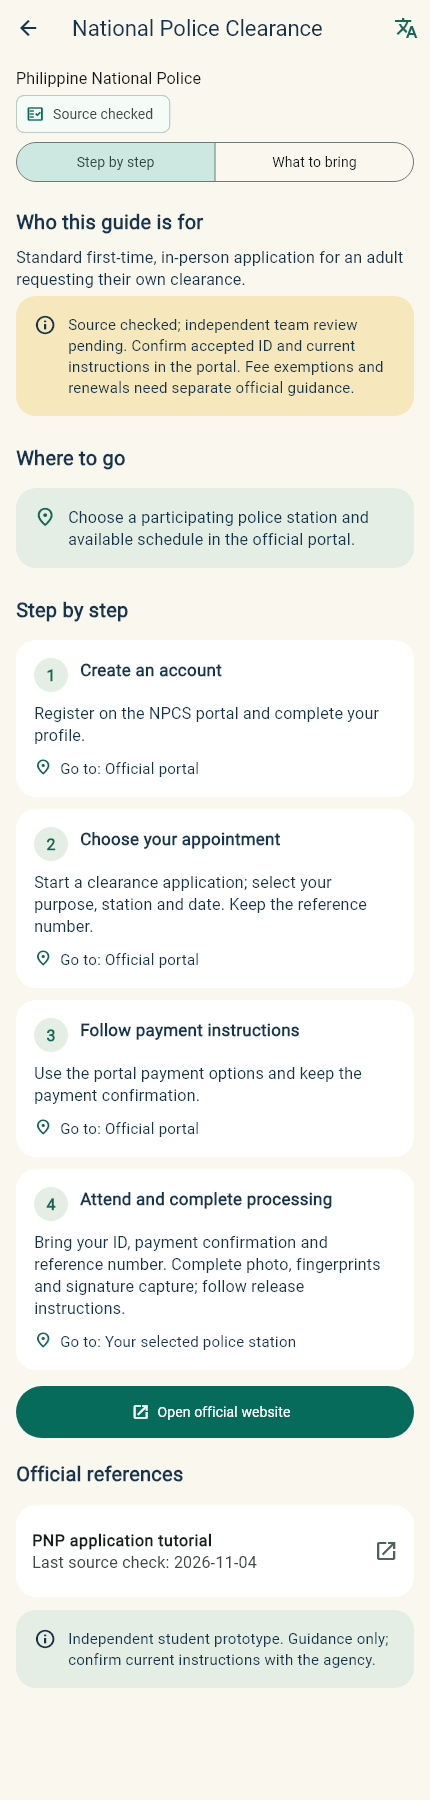 National Police Clearance
Philippine National Police
Source checked
Step by step
What to bring
Who this guide is for
Standard first-time, in-person application for an adult
requesting their own clearance.
Source checked; independent team review
pending. Confirm accepted ID and current
instructions in the portal. Fee exemptions and
renewals need separate official guidance.
Where to go
Choose a participating police station and
available schedule in the official portal.
Step by step
1
Create an account
Register on the NPCS portal and complete your
profile.
Go to: Official portal
2
Choose your appointment
Start a clearance application; select your
purpose, station and date. Keep the reference
number.
Go to: Official portal
3
Follow payment instructions
Use the portal payment options and keep the
payment confirmation.
Go to: Official portal
4
Attend and complete processing
Bring your ID, payment confirmation and
reference number. Complete photo, fingerprints
and signature capture; follow release
instructions.
Go to: Your selected police station
Open official website
Official references
PNP application tutorial
Last source check: 2026-11-04
Independent student prototype. Guidance only;
confirm current instructions with the agency.